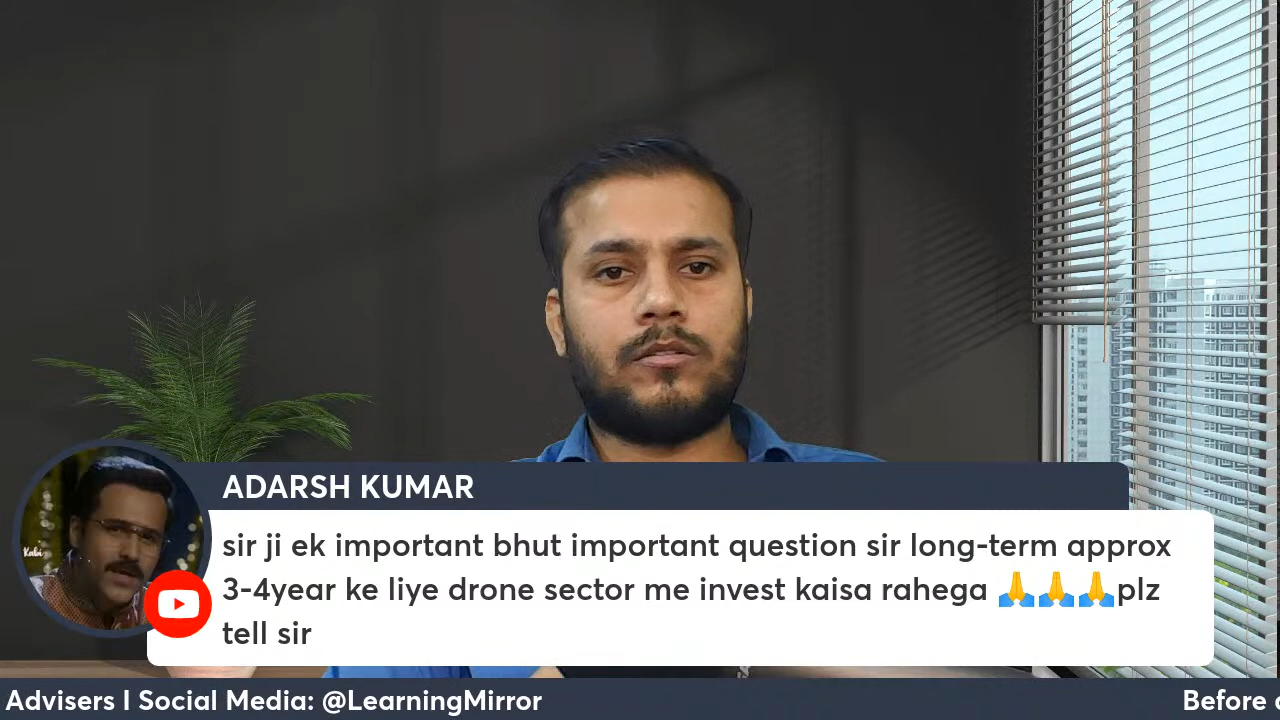 ADARSH KUMAR
sir ji ek important bhut important question sir long-term approx
3-4year ke liye drone sector me invest kaisa rahega 🙏🙏🙏plz
tell sir
Kabi
Advisers I Social Media: @LearningMirror
Before